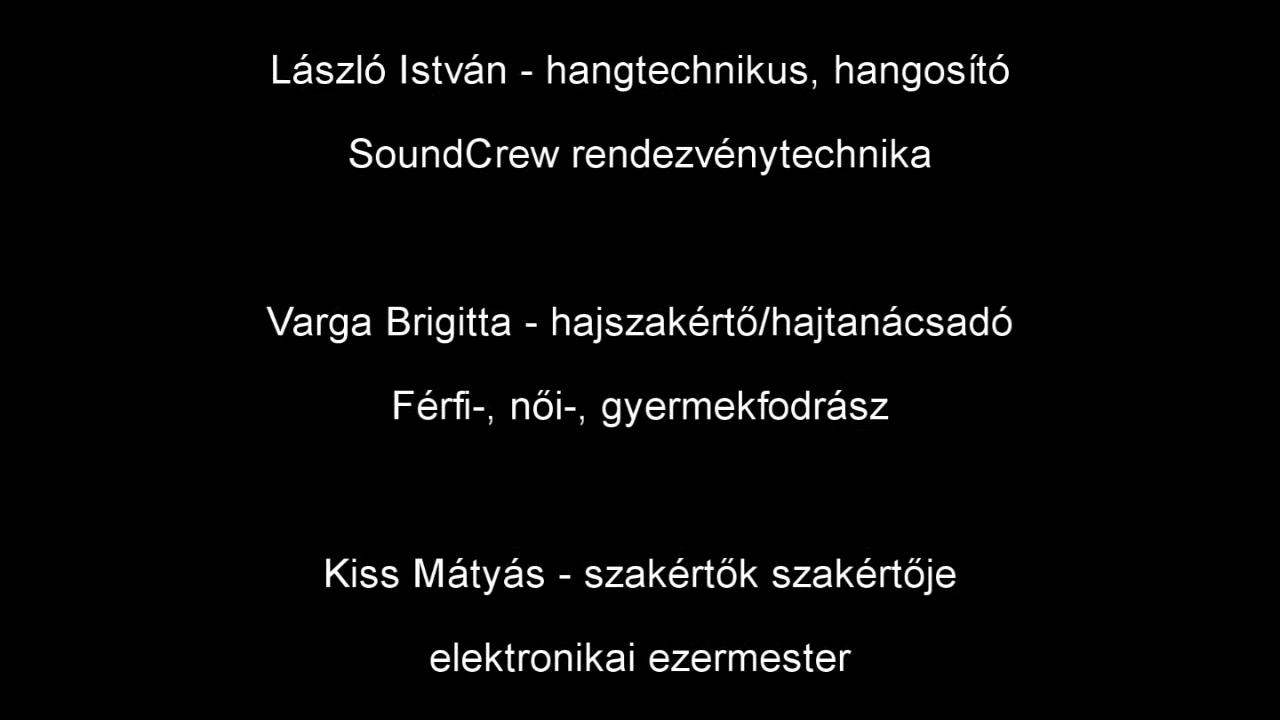 László István - hangtechnikus, hangosító
SoundCrew rendezvénytechnika
Varga Brigitta - hajszakértő/hajtanácsadó
Férfi-, női-, gyermekfodrász
Kiss Mátyás - szakértők szakértője
elektronikai ezermester